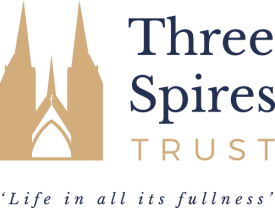 Three
Spires
TRUST
‘Life in all its fullness’